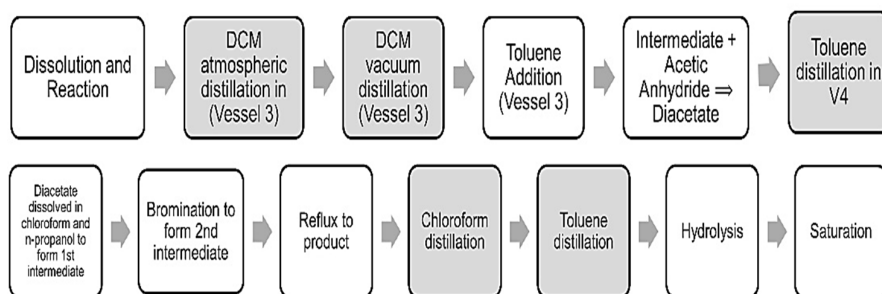 Dissolution and
Reaction
DCM
atmospheric
distillation in
(Vessel 3)
DCM
vacuum
distillation
(Vessel 3)
Toluene
Addition
(Vessel 3)
Intermediate +
Acetic
Anhydride ⇒
Diacetate
Toluene
distillation in
V4
Diacetate
dissolved in
chloroform and
n-propanol to
form 1st
intermediate
Bromination to
form 2nd
intermediate
Reflux to
product
Chloroform
distillation
Toluene
distillation
Hydrolysis
Saturation